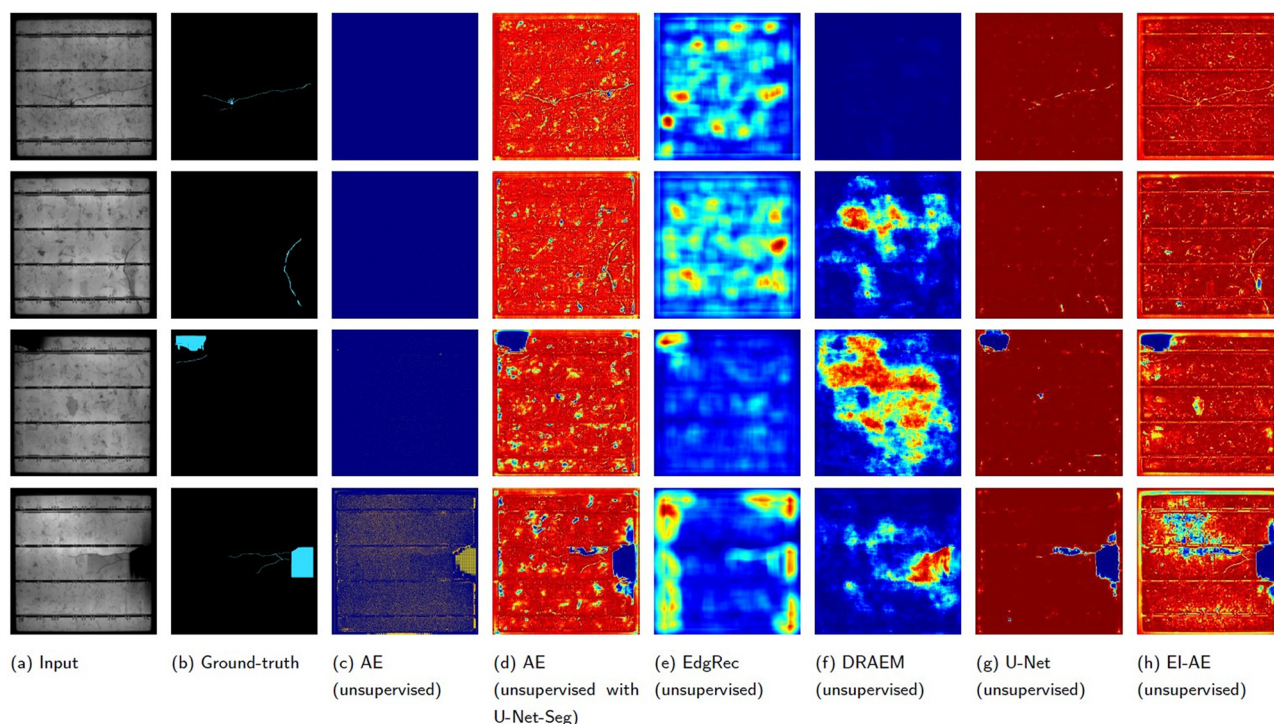 (a) Input
(b) Ground-truth
(c) AE
(unsupervised)
(d) AE
(unsupervised with
U-Net-Seg)
(e) EdgRec
(unsupervised)
(f) DRAEM
(unsupervised)
(g) U-Net
(unsupervised)
(h) EI-AE
(unsupervised)